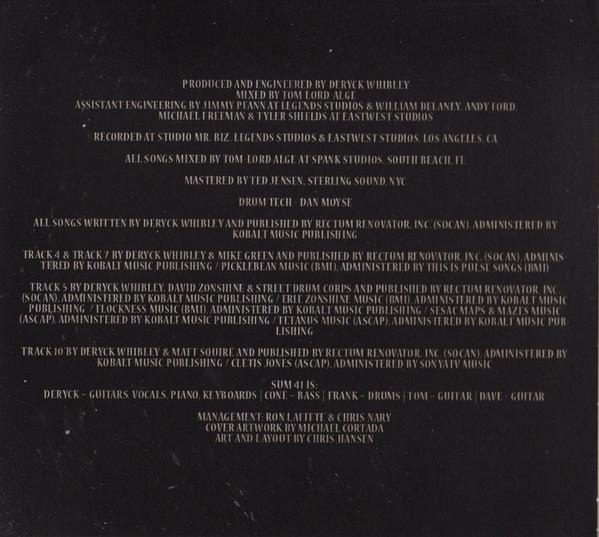 PRODUCED AND ENGINEERED BY DERYCK WHIBLEY
MIXED BY TOM LORD-ALGE
ASSISTANT ENGINEERING BY JIMMY PFANN AT LEGENDS STUDIOS & WILLIAM DELANEY, ANDY FORD,
MICHAEL FREEMAN & TYLER SHIELDS AT EASTWEST STUDIOS
RECORDED AT STUDIO MR. BIZ, LEGENDS STUDIOS & EASTWEST STUDIOS, LOS ANGELES, CA
ALL SONGS MIXED BY TOM-LORD ALGE AT SPANK STUDIOS, SOUTH BEACH, FL
MASTERED BY TED JENSEN, STERLING SOUND, NYC
DRUM TECH - DAN MOYSE
ALL SONGS WRITTEN BY DERYCK WHIBLEY AND PUBLISHED BY RECTUM RENOVATOR, INC. (SOCAN), ADMINISTERED BY
KOBALT MUSIC PUBLISHING
TRACK 4 & TRACK 7 BY DERYCK WHIBLEY & MIKE GREEN AND PUBLISHED BY RECTUM RENOVATOR, INC. (SOCAN), ADMINIS-
TERED BY KOBALT MUSIC PUBLISHING / PICKLEBEAN MUSIC (BMI), ADMINISTERED BY THIS IS PULSE SONGS (BMI)
TRACK 5 BY DERYCK WHIBLEY, DAVID ZONSHINE & STREET DRUM CORPS AND PUBLISHED BY RECTUM RENOVATOR, INC.
(SOCAN), ADMINISTERED BY KOBALT MUSIC PUBLISHING / ERIE ZONSHINE MUSIC (BMI), ADMINISTERED BY KOBALT MUSIC
PUBLISHING / FLOCKNESS MUSIC (BMI), ADMINISTERED BY KOBALT MUSIC PUBLISHING / SESAC MAPS & MAZES MUSIC
(ASCAP), ADMINISTERED BY KOBALT MUSIC PUBLISHING / TETANUS MUSIC (ASCAP), ADMINISTERED BY KOBALT MUSIC PUB
LISHING
TRACK 10 BY DERYCK WHIBLEY & MATT SQUIRE AND PUBLISHED BY RECTUM RENOVATOR, INC. (SOCAN), ADMINISTERED BY
KOBALT MUSIC PUBLISHING / CLETIS JONES (ASCAP), ADMINISTERED BY SONYATV MUSIC
SUM 41 IS:
DERYCK - GUITARS, VOCALS, PIANO, KEYBOARDS | CONE - BASS | FRANK - DRUMS | TOM - GUITAR | DAVE - GUITAR
MANAGEMENT: RON LAFITTE & CHRIS NARY
COVER ARTWORK BY MICHAEL CORTADA
ART AND LAYOUT BY CHRIS HANSEN